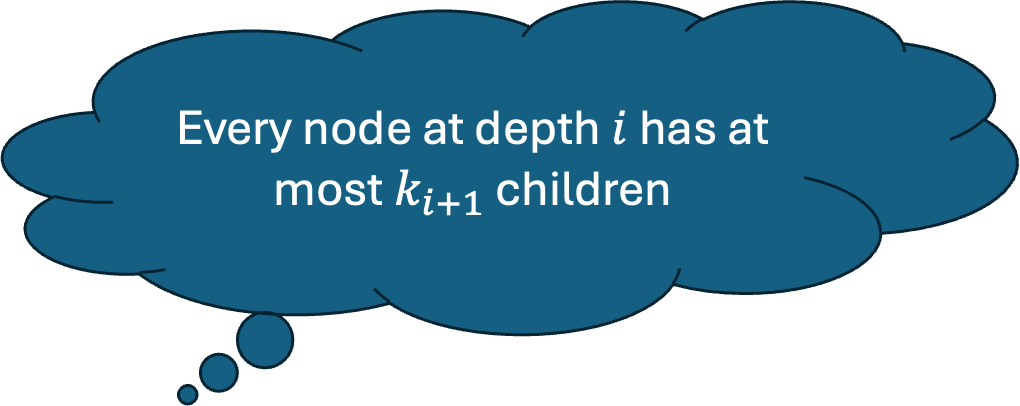 Every node at depth $i$ has at
most $k_{i+1}$ children